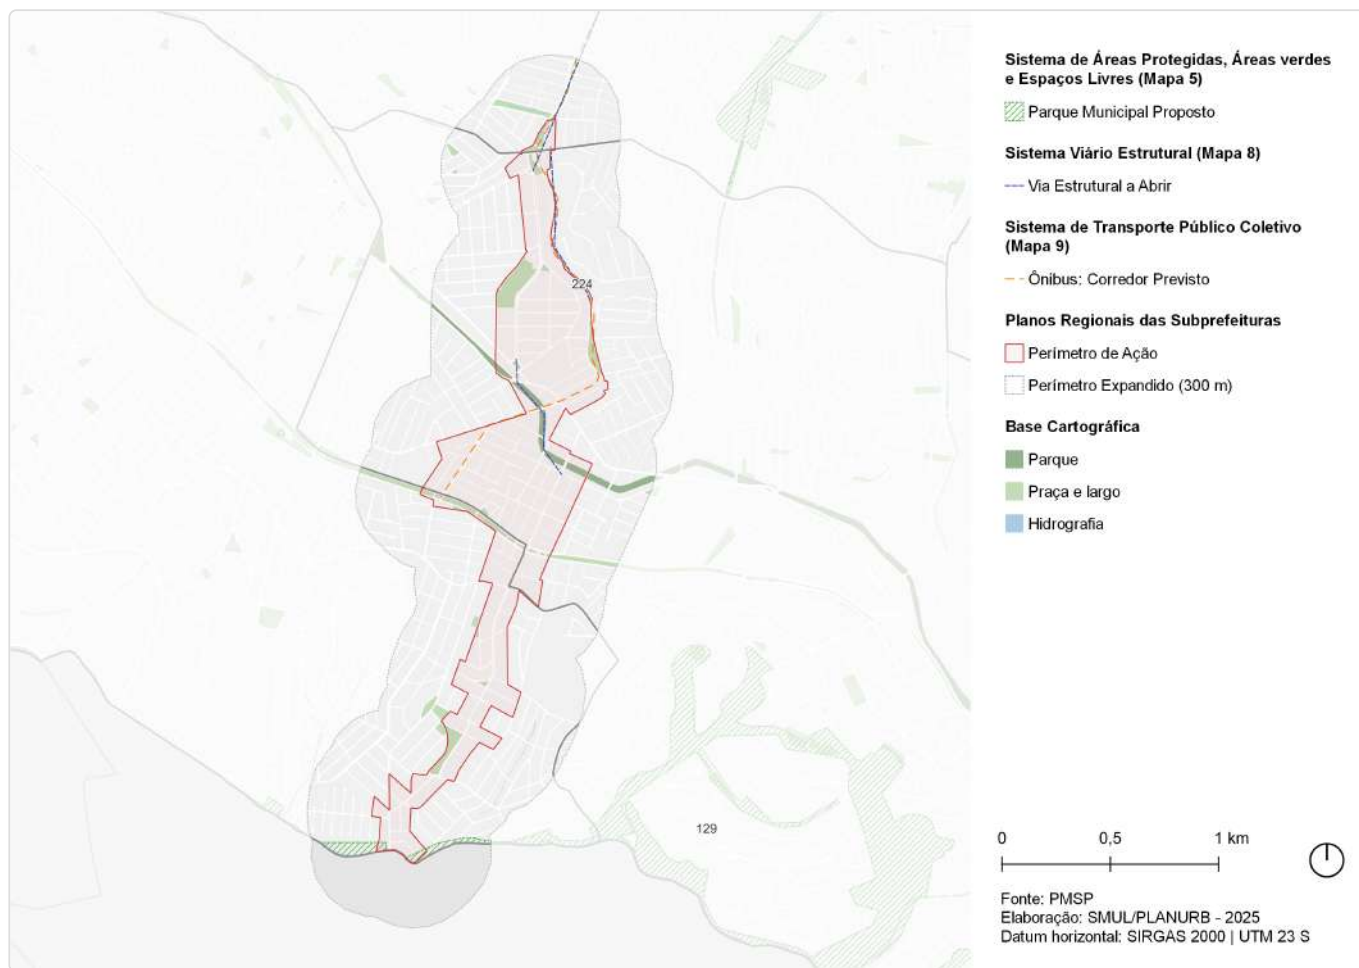 Sistema de Áreas Protegidas, Áreas verdes
e Espaços Livres (Mapa 5)
Parque Municipal Proposto
Sistema Viário Estrutural (Mapa 8)
Via Estrutural a Abrir
Sistema de Transporte Público Coletivo
(Mapa 9)
Ônibus: Corredor Previsto
Planos Regionais das Subprefeituras
Perímetro de Ação
Perímetro Expandido (300 m)
Base Cartográfica
Parque
Praça e largo
Hidrografia
224
129
0 0,5 1 km
Fonte: PMSP
Elaboração: SMUL/PLANURB - 2025
Datum horizontal: SIRGAS 2000 | UTM 23 S